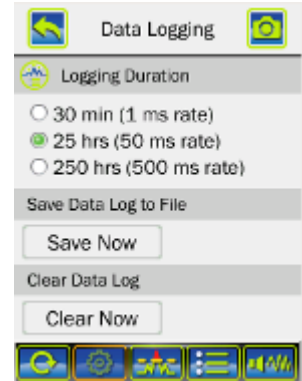 Data Logging
Logging Duration
30 min (1 ms rate)
25 hrs (50 ms rate)
250 hrs (500 ms rate)
Save Data Log to File
Save Now
Clear Data Log
Clear Now